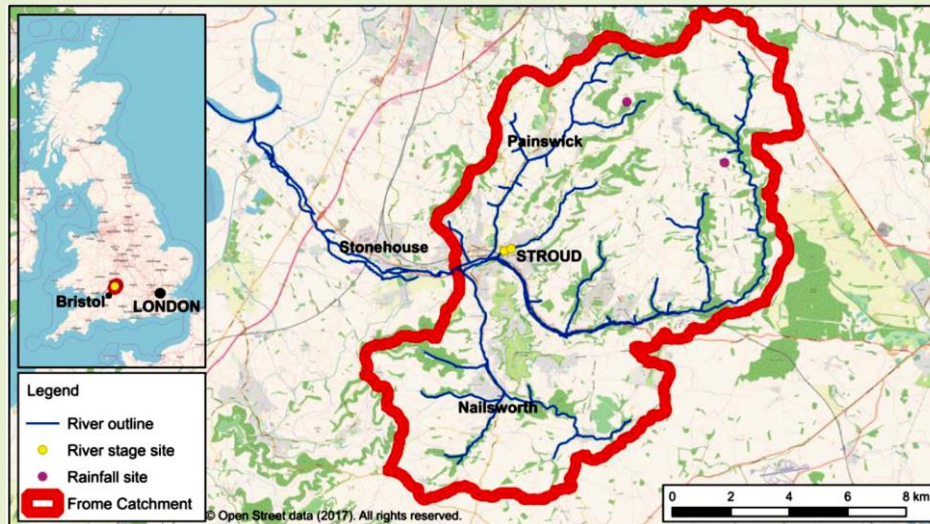 Painswick
Stonehouse
STROUD
Bristol
LONDON
Nailsworth
Legend
River outline
River stage site
Rainfall site
Frome Catchment
0 2 4 6 8 km
© Open Street data (2017). All rights reserved.